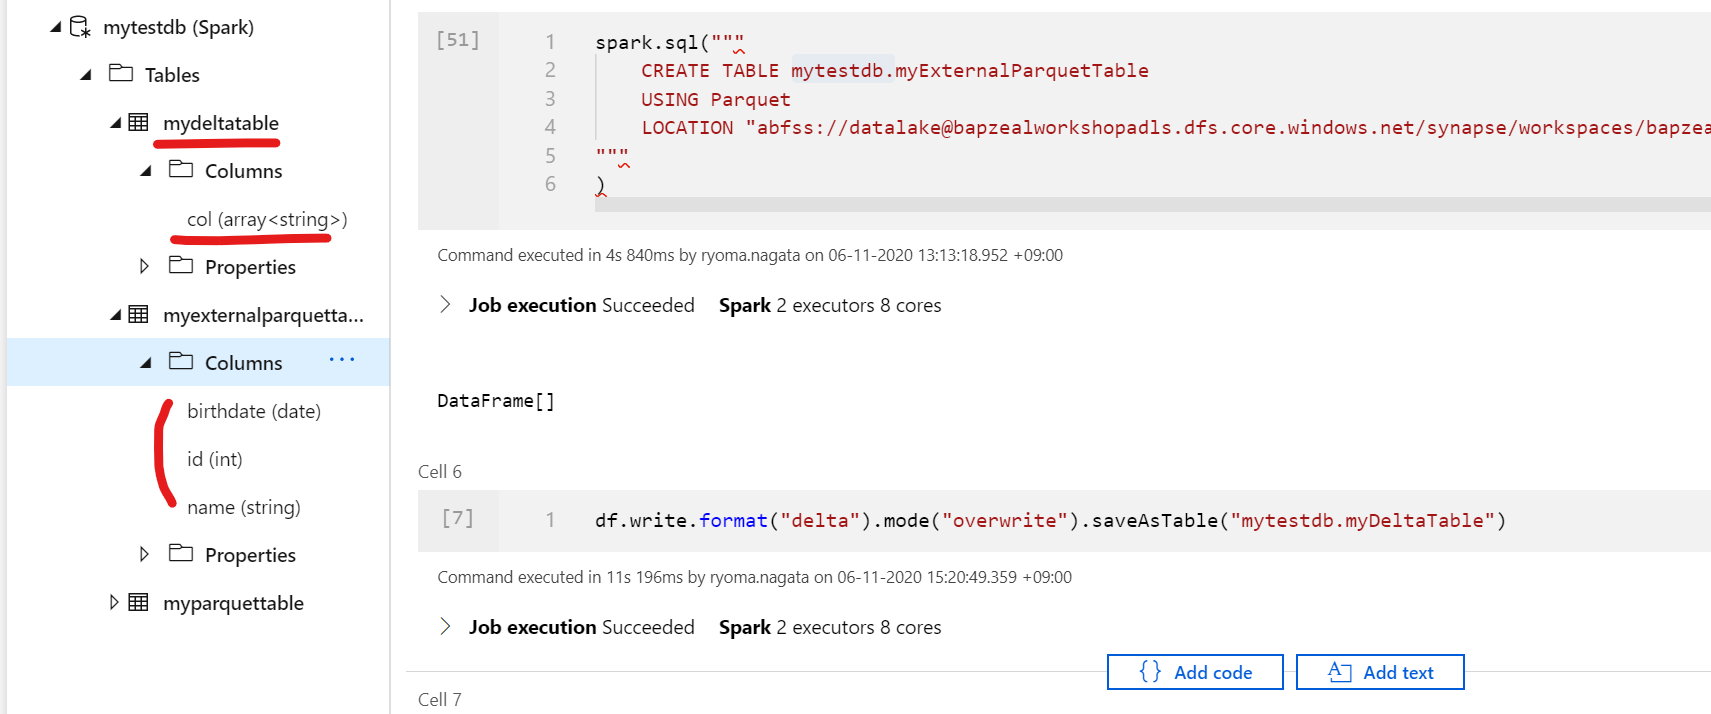 mytestdb (Spark)
Tables
mydeltatable
Columns
col (array<string>)
Properties
myexternalparquetta...
Columns ...
birthdate (date)
id (int)
name (string)
Properties
myparquettable
[51]
1 spark.sql("""
2 CREATE TABLE mytestdb.myExternalParquetTable
3 USING Parquet
4 LOCATION "abfss://datalake@bapzealworkshopadls.dfs.core.windows.net/synapse/workspaces/bapzea
5 """
6 )
Command executed in 4s 840ms by ryoma.nagata on 06-11-2020 13:13:18.952 +09:00
Job execution Succeeded Spark 2 executors 8 cores
DataFrame[]
Cell 6
[7]
1 df.write.format("delta").mode("overwrite").saveAsTable("mytestdb.myDeltaTable")
Command executed in 11s 196ms by ryoma.nagata on 06-11-2020 15:20:49.359 +09:00
Job execution Succeeded Spark 2 executors 8 cores
{} Add code
Add text
Cell 7